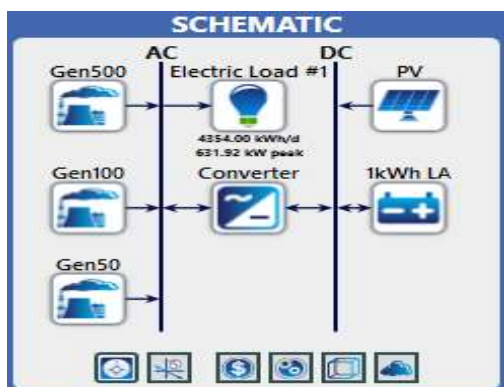 SCHEMATIC
AC DC
Gen500 Electric Load #1 PV
4354.00 kWh/d
631.92 kW peak
Gen100 Converter 1kWh LA
Gen50